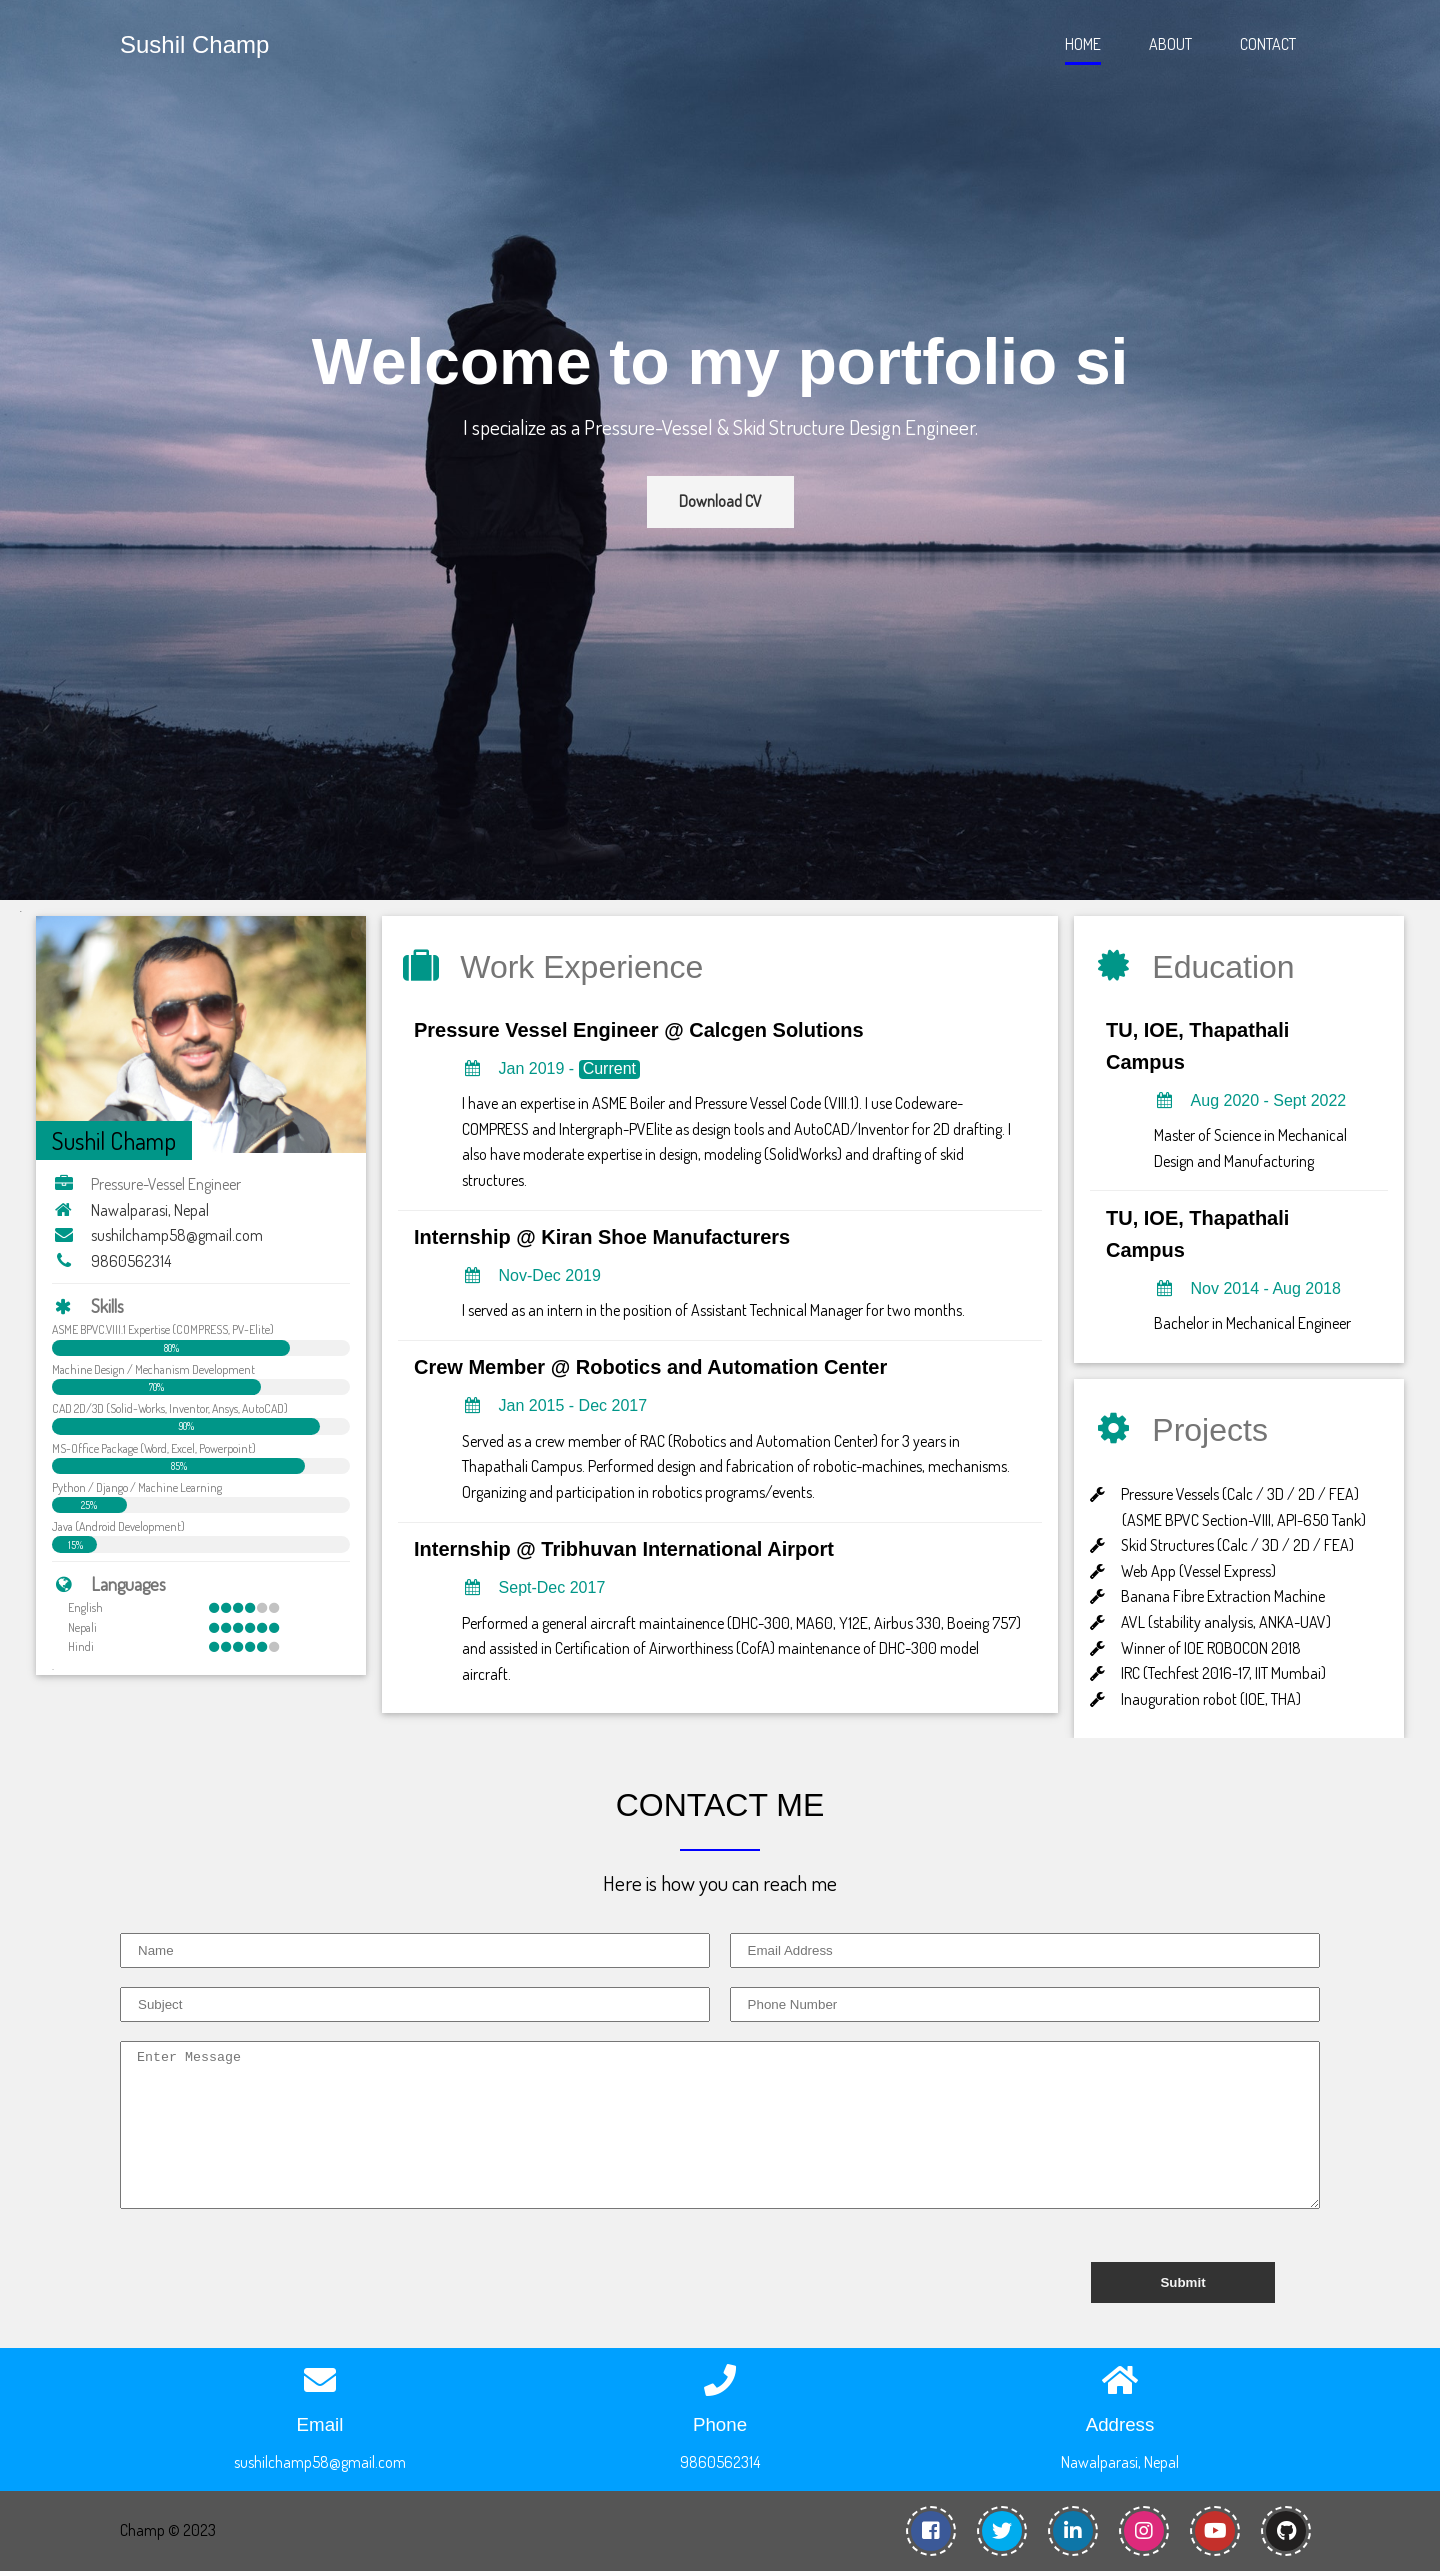 Sushil Champ
HOME ABOUT CONTACT
Welcome to my portfolio si
I specialize as a Pressure-Vessel & Skid Structure Design Engineer.
Download CV
Sushil Champ
Pressure-Vessel Engineer
Nawalparasi, Nepal
sushilchamp58@gmail.com
9860562314
Skills
ASME BPVC.VIII.1 Expertise (COMPRESS, PV-Elite)
80%
Machine Design / Mechanism Development
70%
CAD 2D/3D (Solid-Works, Inventor, Ansys, AutoCAD)
90%
MS-Office Package (Word, Excel, Powerpoint)
85%
Python / Django / Machine Learning
25%
Java (Android Development)
15%
Languages
English
Nepali
Hindi
Work Experience
Pressure Vessel Engineer @ Calcgen Solutions
Jan 2019 - Current
I have an expertise in ASME Boiler and Pressure Vessel Code (VIII.1). I use Codeware-
COMPRESS and Intergraph-PVElite as design tools and AutoCAD/Inventor for 2D drafting. I
also have moderate expertise in design, modeling (SolidWorks) and drafting of skid
structures.
Internship @ Kiran Shoe Manufacturers
Nov-Dec 2019
I served as an intern in the position of Assistant Technical Manager for two months.
Crew Member @ Robotics and Automation Center
Jan 2015 - Dec 2017
Served as a crew member of RAC (Robotics and Automation Center) for 3 years in
Thapathali Campus. Performed design and fabrication of robotic-machines, mechanisms.
Organizing and participation in robotics programs/events.
Internship @ Tribhuvan International Airport
Sept-Dec 2017
Performed a general aircraft maintainence (DHC-300, MA60, Y12E, Airbus 330, Boeing 757)
and assisted in Certification of Airworthiness (CofA) maintenance of DHC-300 model
aircraft.
Education
TU, IOE, Thapathali
Campus
Aug 2020 - Sept 2022
Master of Science in Mechanical
Design and Manufacturing
TU, IOE, Thapathali
Campus
Nov 2014 - Aug 2018
Bachelor in Mechanical Engineer
Projects
Pressure Vessels (Calc / 3D / 2D / FEA)
(ASME BPVC Section-VIII, API-650 Tank)
Skid Structures (Calc / 3D / 2D / FEA)
Web App (Vessel Express)
Banana Fibre Extraction Machine
AVL (stability analysis, ANKA-UAV)
Winner of IOE ROBOCON 2018
IRC (Techfest 2016-17, IIT Mumbai)
Inauguration robot (IOE, THA)
CONTACT ME
Here is how you can reach me
Name
Email Address
Subject
Phone Number
Enter Message
Submit
Email
sushilchamp58@gmail.com
Phone
9860562314
Address
Nawalparasi, Nepal
Champ © 2023